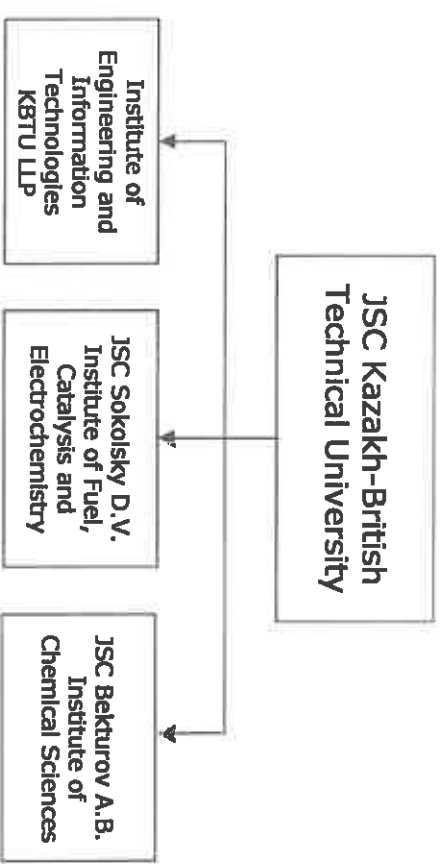 JSC Kazakh-British
Technical University
Institute of
Engineering and
Information
Technologies
KBTU LLP
JSC Sokolsky D.V.
Institute of Fuel,
Catalysis and
Electrochemistry
JSC Bekturov A.B.
Institute of
Chemical Sciences